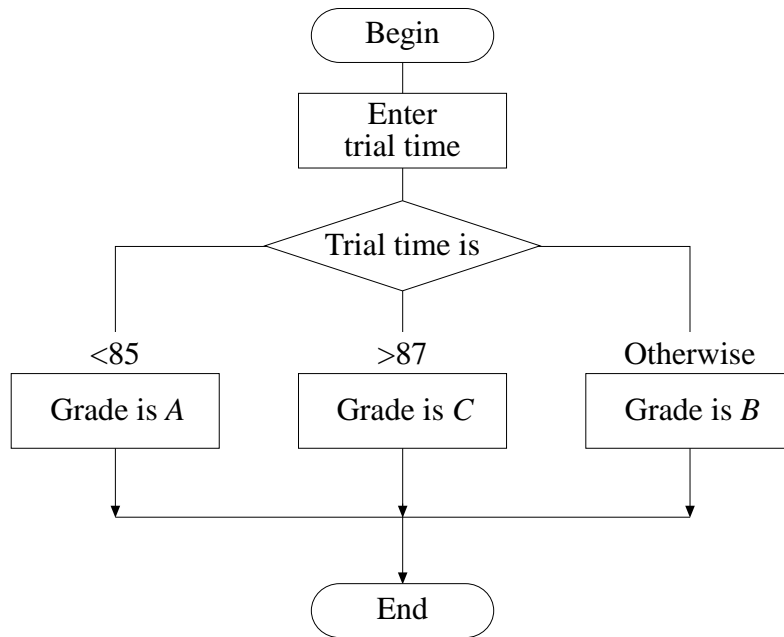 Begin
Enter
trial time
Trial time is
<85
>87
Otherwise
Grade is A
Grade is C
Grade is B
End